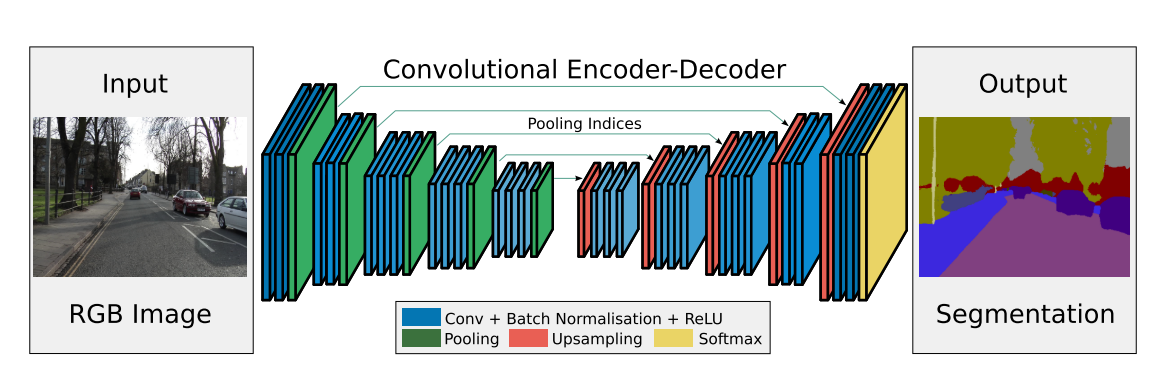 Convolutional Encoder-Decoder
Input
RGB Image
Pooling Indices
Output
Segmentation
Conv + Batch Normalisation + ReLU
Pooling Upsampling Softmax